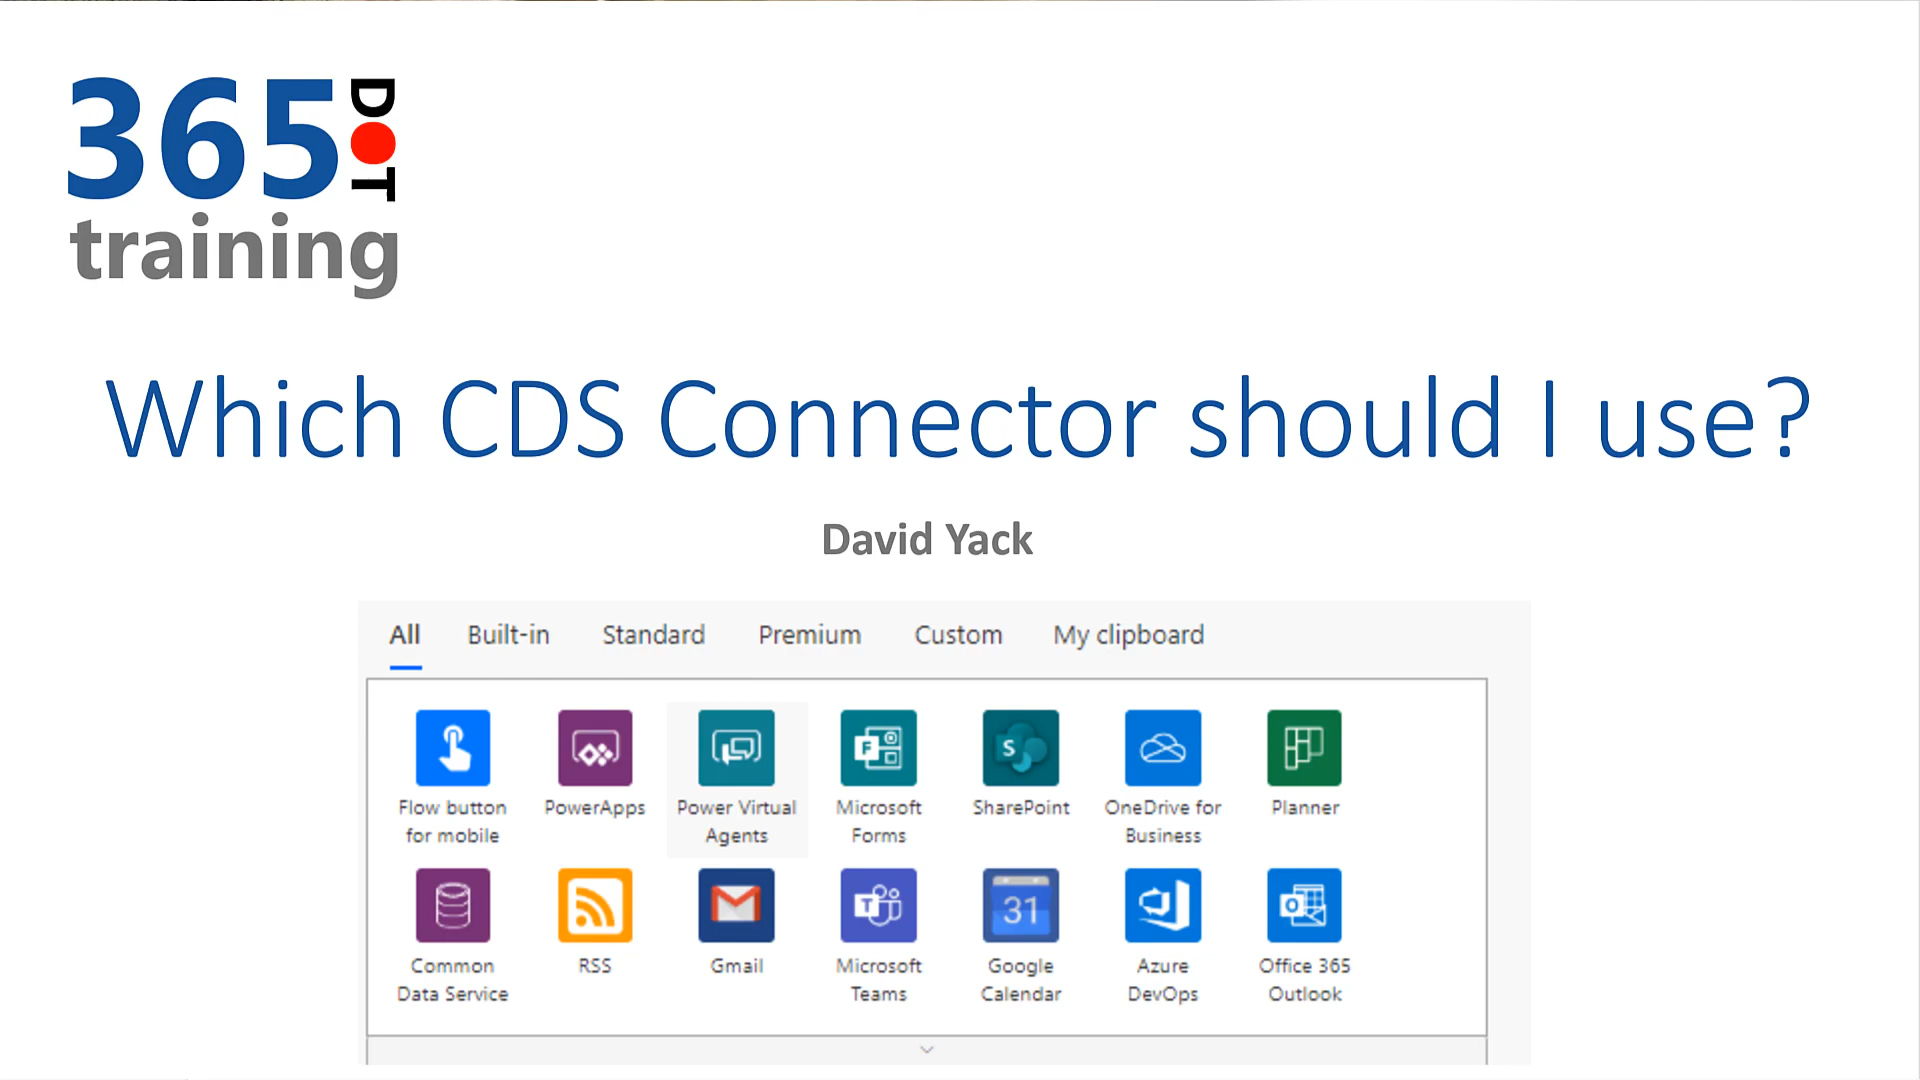 365 DOT
training
Which CDS Connector should I use?
David Yack
All Built-in Standard Premium Custom My clipboard
Flow button for mobile
PowerApps
Power Virtual Agents
Microsoft Forms
SharePoint
OneDrive for Business
Planner
Common Data Service
RSS
Gmail
Microsoft Teams
31
Google Calendar
Azure DevOps
Office 365 Outlook